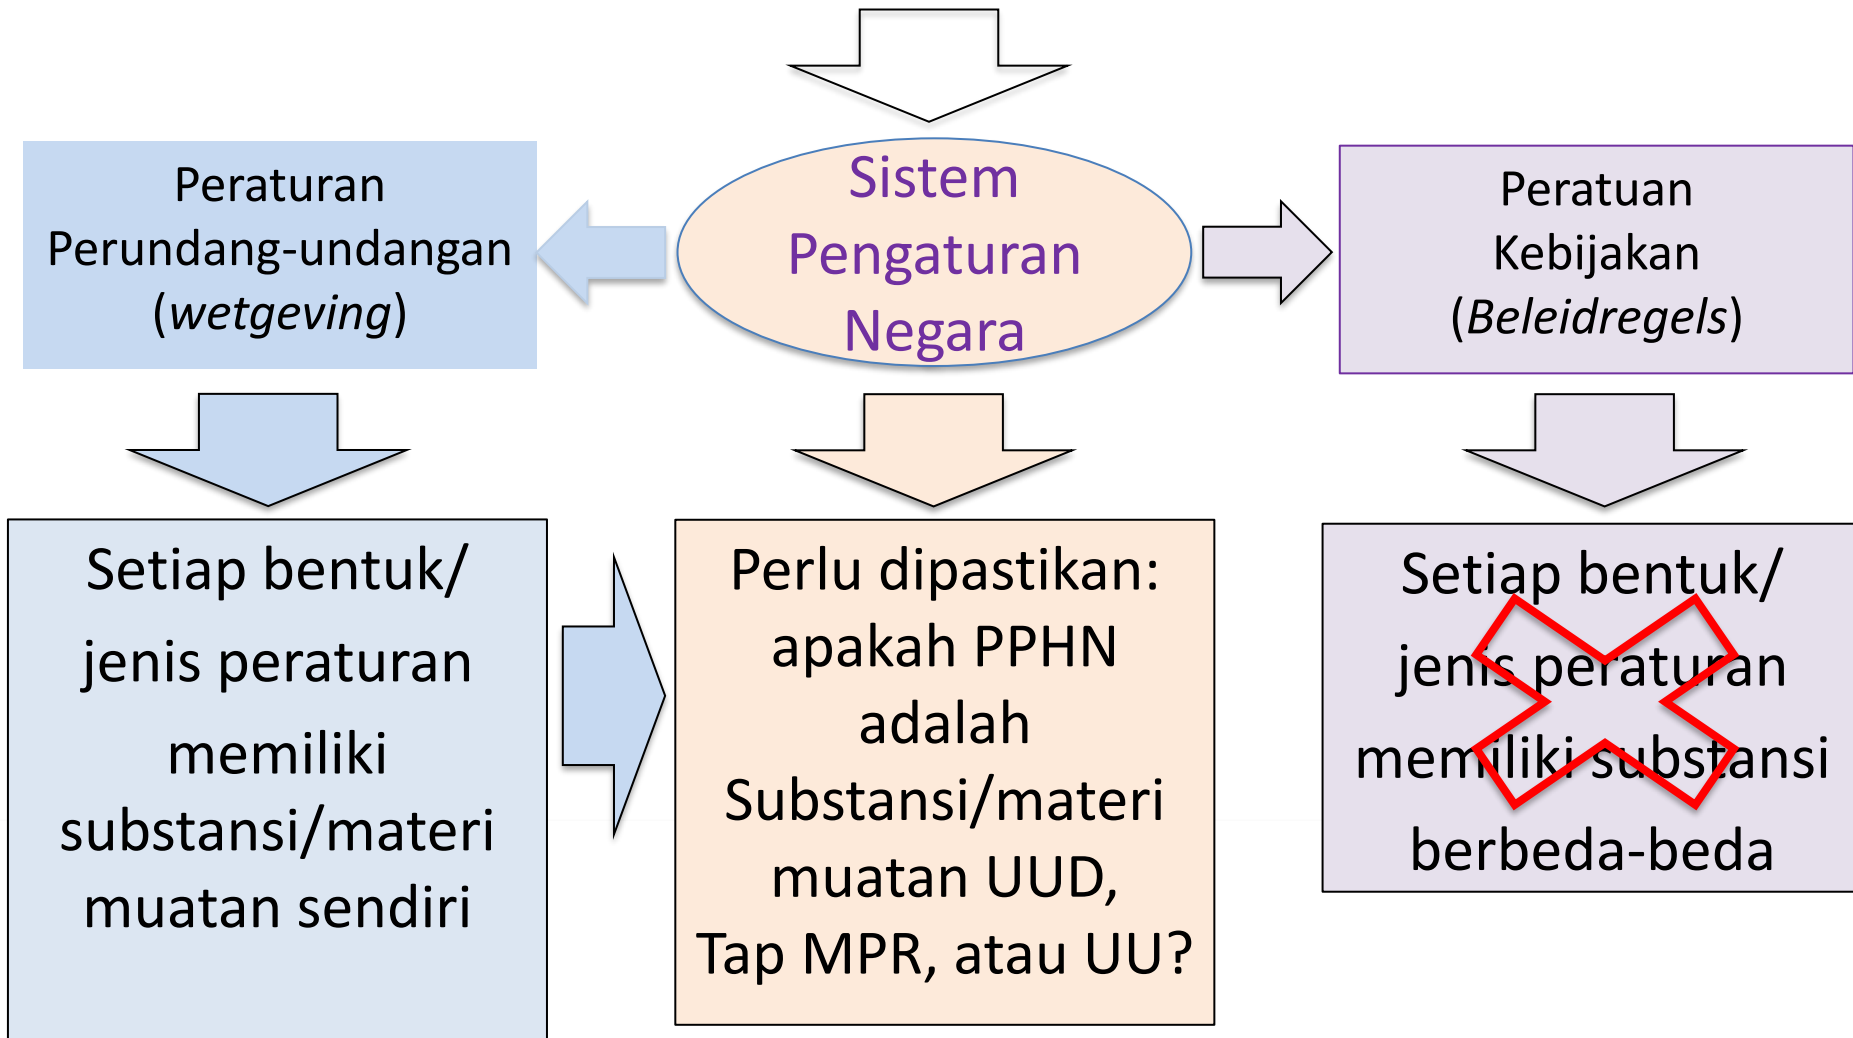 Peraturan
Perundang-undangan
(wetgeving)
Sistem
Pengaturan
Negara
Peratuan
Kebijakan
(Beleidregels)
Setiap bentuk/
jenis peraturan
memiliki
substansi/materi
muatan sendiri
Perlu dipastikan:
apakah PPHN
adalah
Substansi/materi
muatan UUD,
Tap MPR, atau UU?
Setiap bentuk/
jenis peraturan
memiliki substansi
berbeda-beda